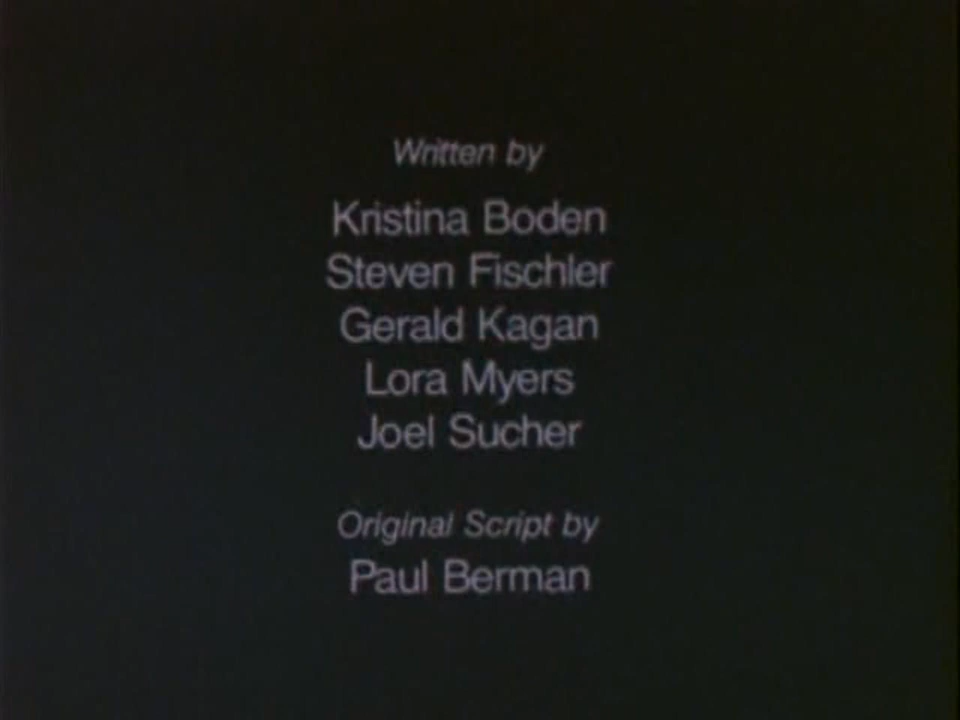 Written by
Kristina Boden
Steven Fischler
Gerald Kagan
Lora Myers
Joel Sucher
Original Script by
Paul Berman